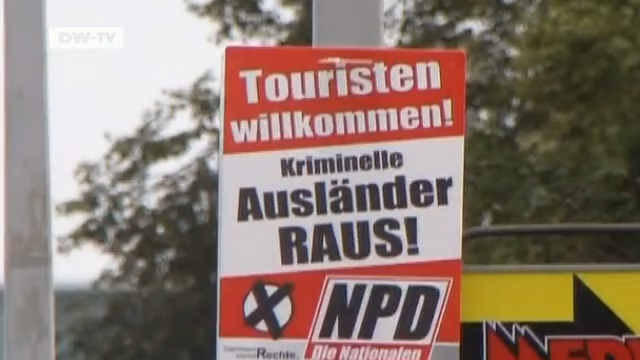 DW-TV
Touristen
willkommen!
Kriminelle
Ausländer
RAUS!
NPD
Die Nationalen
Rechte.